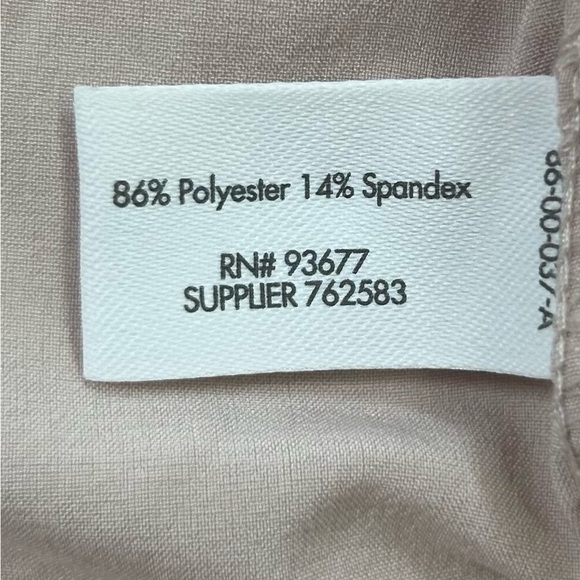 86% Polyester 14% Spandex
RN# 93677
SUPPLIER 762583